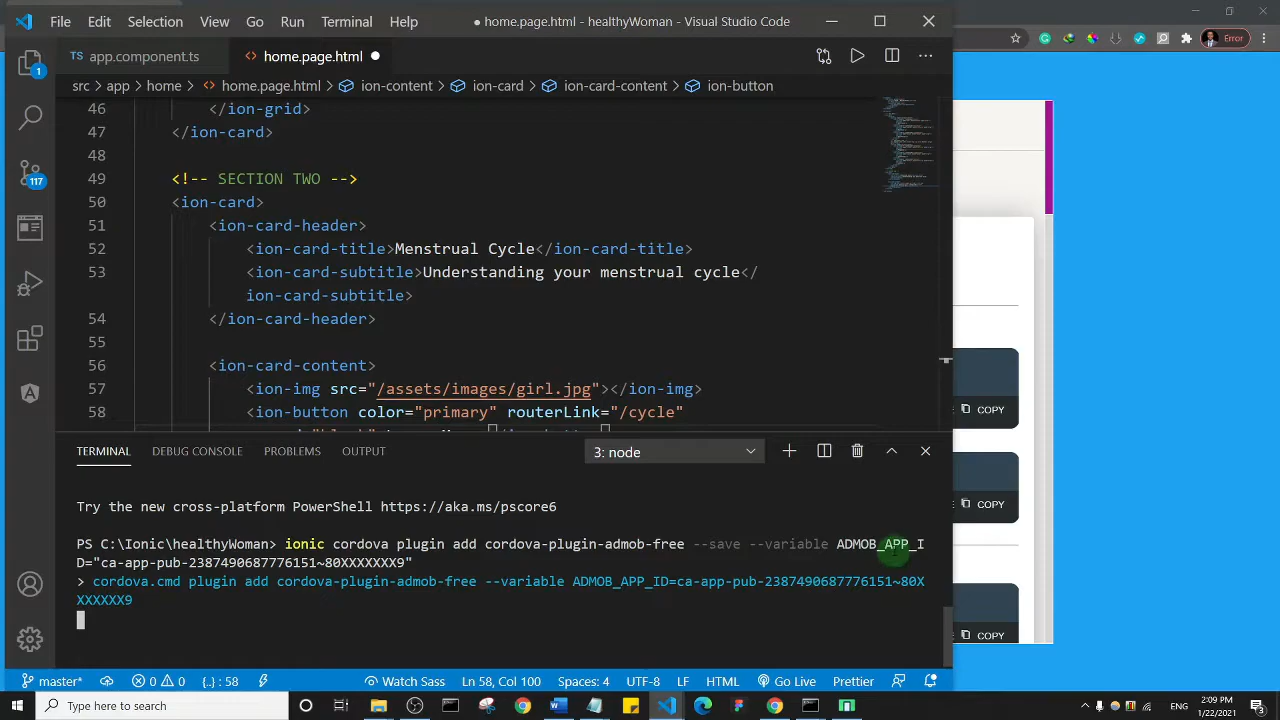 File Edit Selection View Go Run Terminal Help
home.page.html - healthyWoman - Visual Studio Code
Error
TS app.component.ts
home.page.html
src > app > home > home.page.html > ion-content > ion-card > ion-card-content > ion-button
46 </ion-grid>
47 </ion-card>
48
49 <!-- SECTION TWO -->
50 <ion-card>
51 <ion-card-header>
52 <ion-card-title>Menstrual Cycle</ion-card-title>
53 <ion-card-subtitle>Understanding your menstrual cycle</
ion-card-subtitle>
54 </ion-card-header>
55
56 <ion-card-content>
57 <ion-img src="/assets/images/girl.jpg"></ion-img>
58 <ion-button color="primary" routerLink="/cycle"
COPY
COPY
COPY
TERMINAL DEBUG CONSOLE PROBLEMS OUTPUT
3: node
Try the new cross-platform PowerShell https://aka.ms/pscore6
PS C:\Ionic\healthyWoman> ionic cordova plugin add cordova-plugin-admob-free --save --variable ADMOB_APP_I
D="ca-app-pub-2387490687776151~80XXXXXXX9"
> cordova.cmd plugin add cordova-plugin-admob-free --variable ADMOB_APP_ID=ca-app-pub-2387490687776151~80X
XXXXXX9
master* 0 0 {..}: 58 Watch Sass Ln 58, Col 100 Spaces: 4 UTF-8 LF HTML Go Live Prettier
Type here to search
2:09 PM
1/22/2021
1
117
3